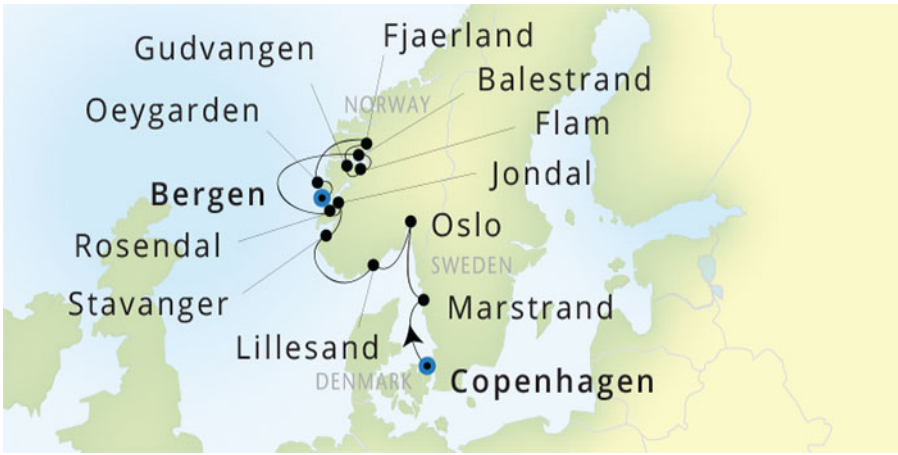 Fjaerland
Gudvangen
Balestrand
NORWAY
Oeygarden
Flam
Jondal
Bergen
Oslo
Rosendal
SWEDEN
Stavanger
Marstrand
Lillesand
DENMARK
Copenhagen